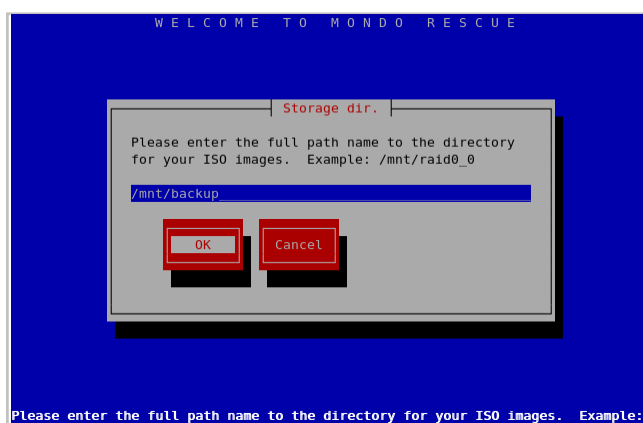 W E L C O M E   T O   M O N D O   R E S C U E
Storage dir.
Please enter the full path name to the directory
for your ISO images.  Example: /mnt/raid0_0
/mnt/backup
OK
Cancel
Please enter the full path name to the directory for your ISO images.  Example: